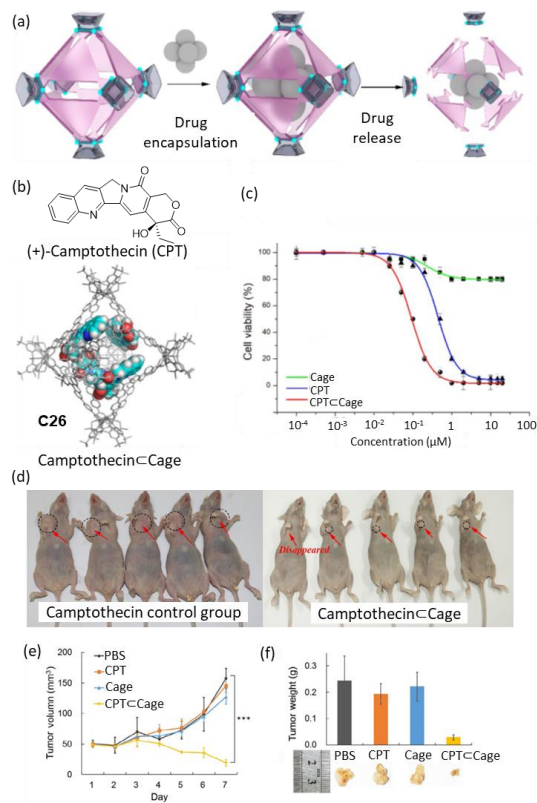 (a)
Drug
encapsulation
Drug
release
(b)
N
N
O
O
O
HO
(+)-Camptothecin (CPT)
C26
Camptothecin⊂Cage
(c)
Cell viability (%)
100
80
60
40
20
0
Cage
CPT
CPT⊂Cage
10⁻⁴ 10⁻³ 10⁻² 10⁻¹ 10⁰ 10¹
Concentration (μM)
(d)
Disappeared
Camptothecin control group
Camptothecin⊂Cage
(e)
PBS
CPT
Cage
CPT⊂Cage
Tumor volumn (mm³)
200
150
100
50
0
***
1 2 3 4 5 6 7
Day
(f)
Tumor weight (g)
0.3
0.2
0.1
0.0
PBS CPT Cage CPT⊂Cage
2 3